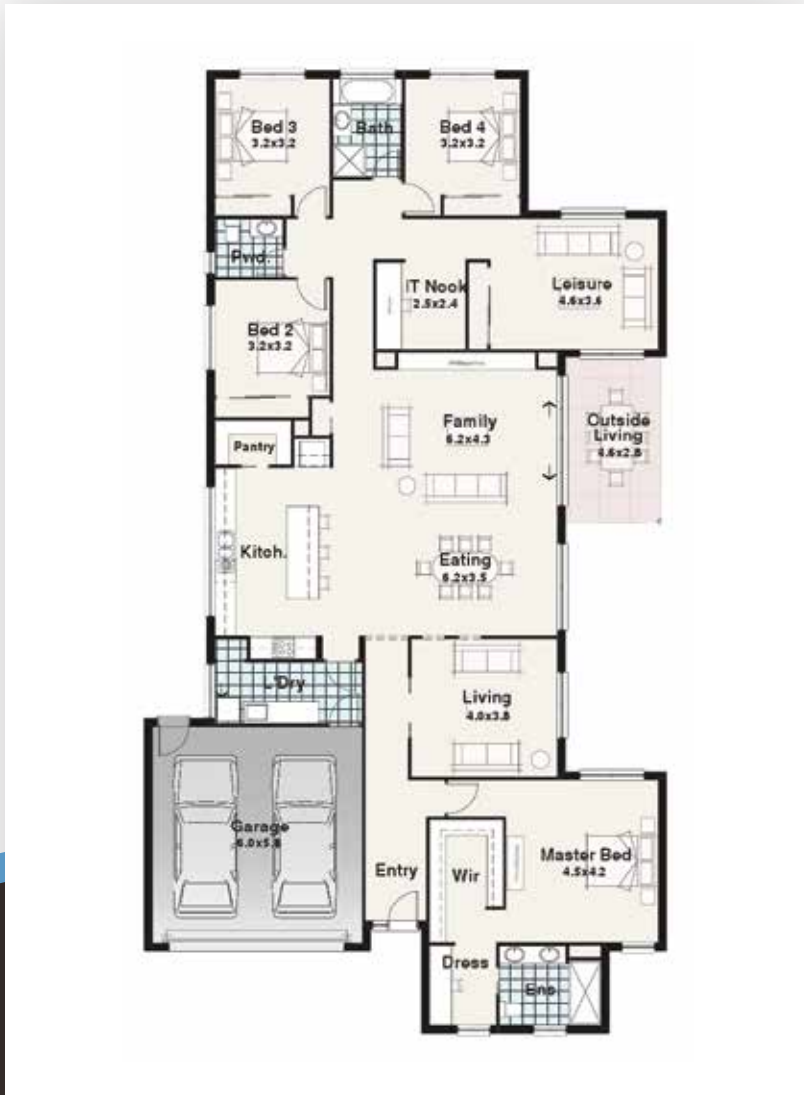 Bed 3
3.2x3.2
Bath
Bed 4
3.2x3.2
Pwd.
IT Nook
2.5x2.4
Leisure
4.6x3.6
Bed 2
3.2x3.2
Family
6.2x4.3
Outside
Living
4.6x2.8
Pantry
Kitch.
Eating
6.2x3.5
L'Dry
Living
4.0x3.8
Garage
6.0x5.8
Entry
Wir
Master Bed
4.5x4.2
Dress
Ens